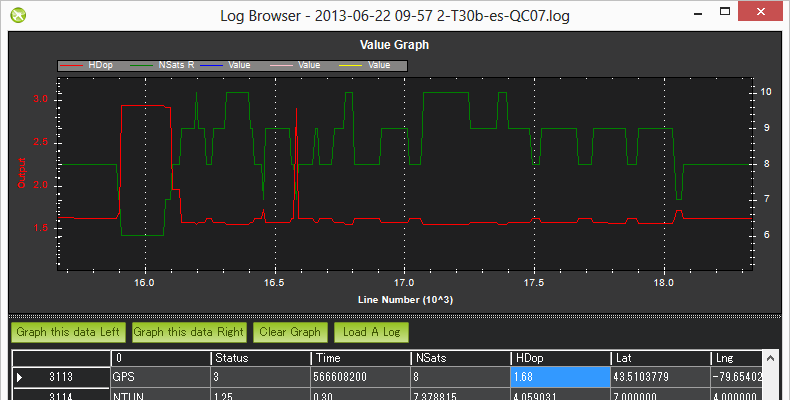 Log Browser - 2013-06-22 09-57 2-T30b-es-QC07.log
Value Graph
HDop NSats R Value Value Value
3.0
2.5
2.0
1.5
Output
10
9
8
7
6
16.0 16.5 17.0 17.5 18.0
Line Number (10^3)
Graph this data Left Graph this data Right Clear Graph Load A Log
0 Status Time NSats HDop Lat Lng
3113 GPS 3 566608200 8 1.68 43.5103779 -79.65402
3114 NTUN 1.25 0.30 7.378815 4.059031 7.000000 4.000000